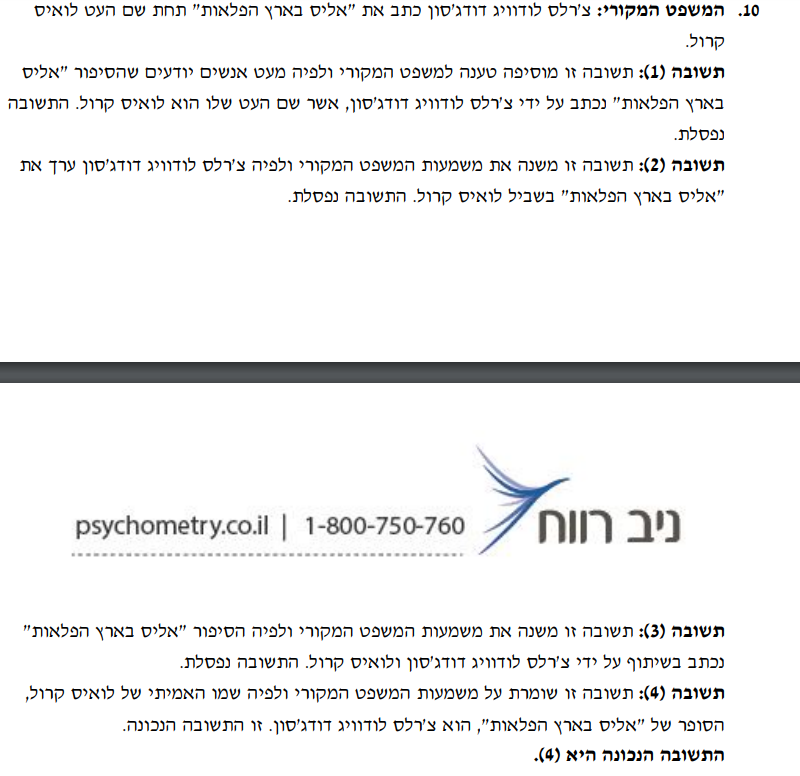 10. המשפט המקורי: צ'רלס לודוויג דודג'סון כתב את "אליס בארץ הפלאות" תחת שם העט לואיס
קרול.
תשובה (1): תשובה זו מוסיפה טענה למשפט המקורי ולפיה מעט אנשים יודעים שהסיפור "אליס
בארץ הפלאות" נכתב על ידי צ'רלס לודוויג דודג'סון, אשר שם העט שלו הוא לואיס קרול. התשובה
נפסלת.
תשובה (2): תשובה זו משנה את משמעות המשפט המקורי ולפיה צ'רלס לודוויג דודג'סון ערך את
"אליס בארץ הפלאות" בשביל לואיס קרול. התשובה נפסלת.
psychometry.co.il | 1-800-750-760 ניב רווח
תשובה (3): תשובה זו משנה את משמעות המשפט המקורי ולפיה הסיפור "אליס בארץ הפלאות"
נכתב בשיתוף על ידי צ'רלס לודוויג דודג'סון ולואיס קרול. התשובה נפסלת.
תשובה (4): תשובה זו שומרת על משמעות המשפט המקורי ולפיה שמו האמיתי של לואיס קרול,
הסופר של "אליס בארץ הפלאות", הוא צ'רלס לודוויג דודג'סון. זו התשובה הנכונה.
התשובה הנכונה היא (4).